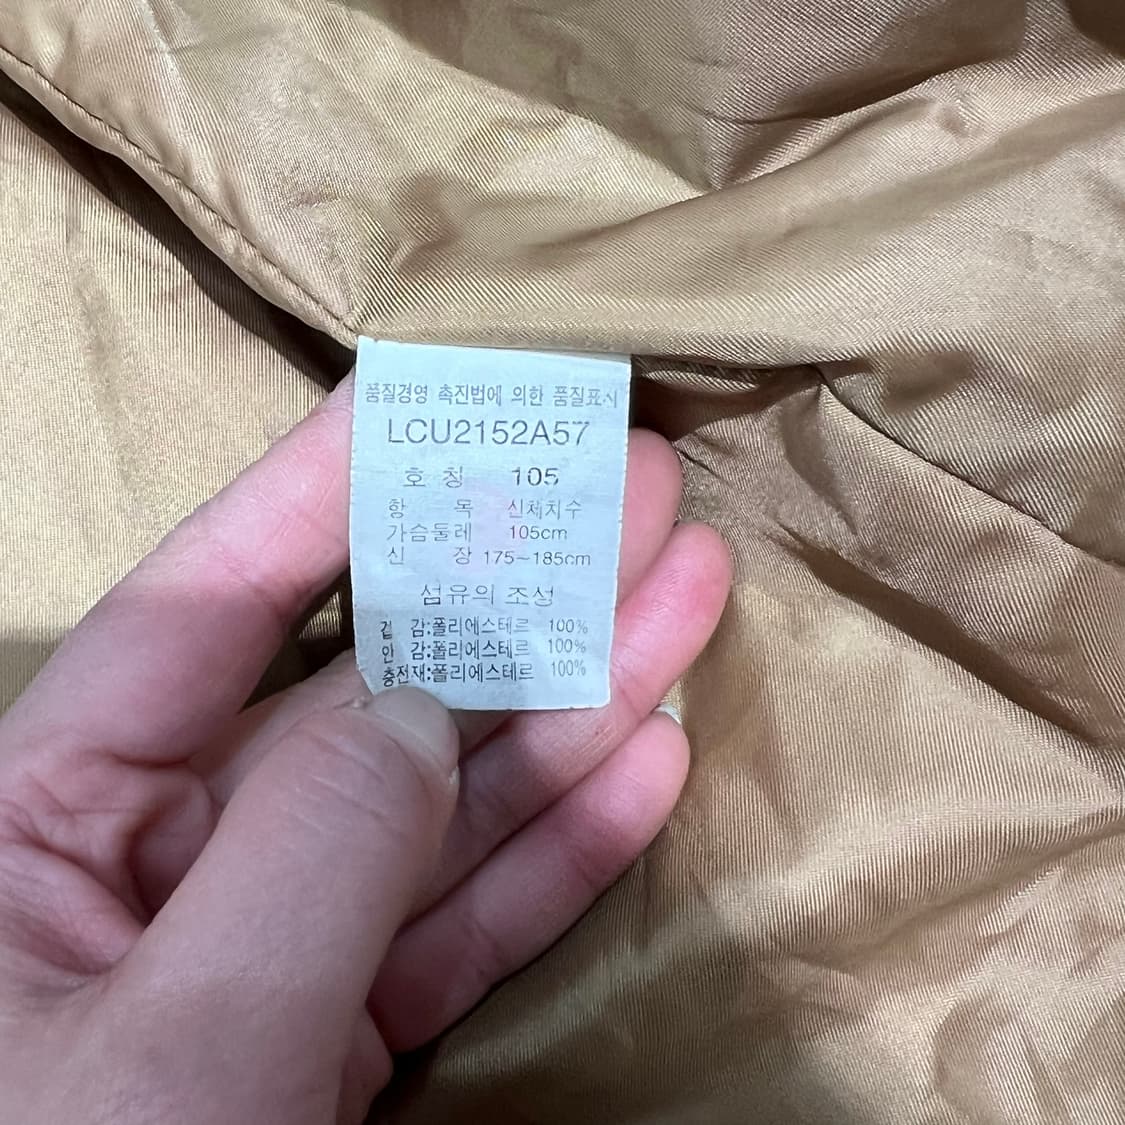 품질경영 촉진법에 의한 품질표시
LCU2152A57
호 칭 105
항 목 신체치수
가슴둘레 105cm
신 장 175~185cm
섬유의 조성
겉 감:폴리에스테르 100%
안 감:폴리에스테르 100%
충전재:폴리에스테르 100%